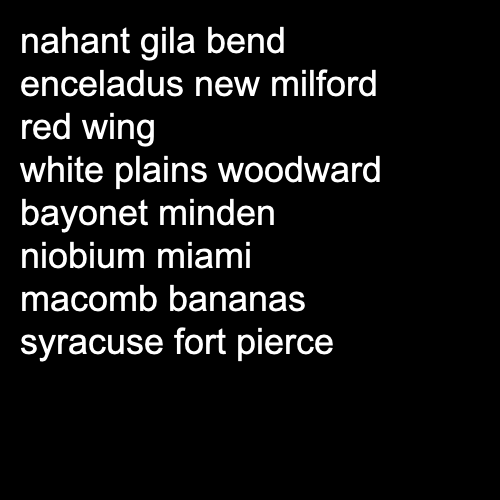 nahant gila bend
enceladus new milford
red wing
white plains woodward
bayonet minden
niobium miami
macomb bananas
syracuse fort pierce